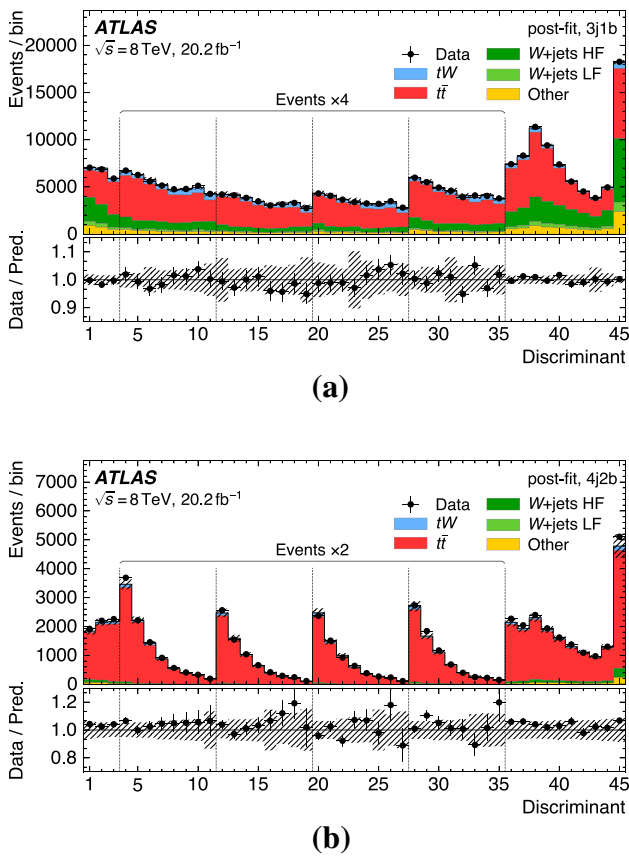 ATLAS
post-fit, 3j1b
√s = 8 TeV, 20.2 fb⁻¹
Data
W+jets HF
tW
W+jets LF
tt̄
Other
Events ×4
Events / bin
20000
15000
10000
5000
0
Data / Pred.
1.1
1.0
0.9
1 5 10 15 20 25 30 35 40 45
Discriminant
(a)
ATLAS
post-fit, 4j2b
√s = 8 TeV, 20.2 fb⁻¹
Data
W+jets HF
tW
W+jets LF
tt̄
Other
Events ×2
Events / bin
7000
6000
5000
4000
3000
2000
1000
0
Data / Pred.
1.2
1.0
0.8
1 5 10 15 20 25 30 35 40 45
Discriminant
(b)